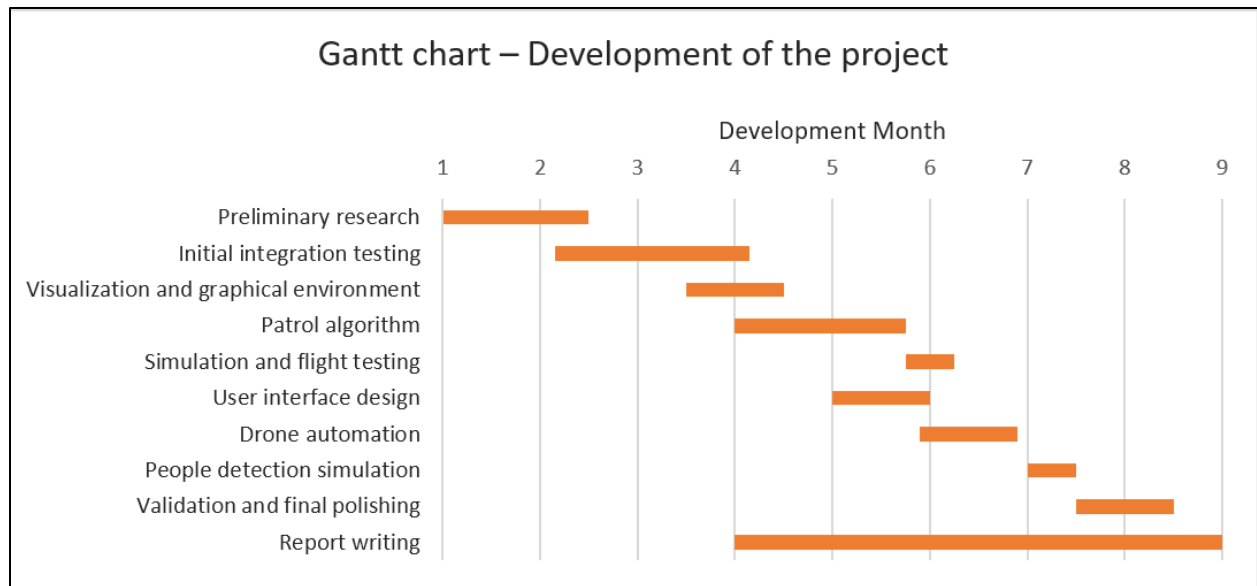 Gantt chart – Development of the project
Development Month
1 2 3 4 5 6 7 8 9
Preliminary research
Initial integration testing
Visualization and graphical environment
Patrol algorithm
Simulation and flight testing
User interface design
Drone automation
People detection simulation
Validation and final polishing
Report writing